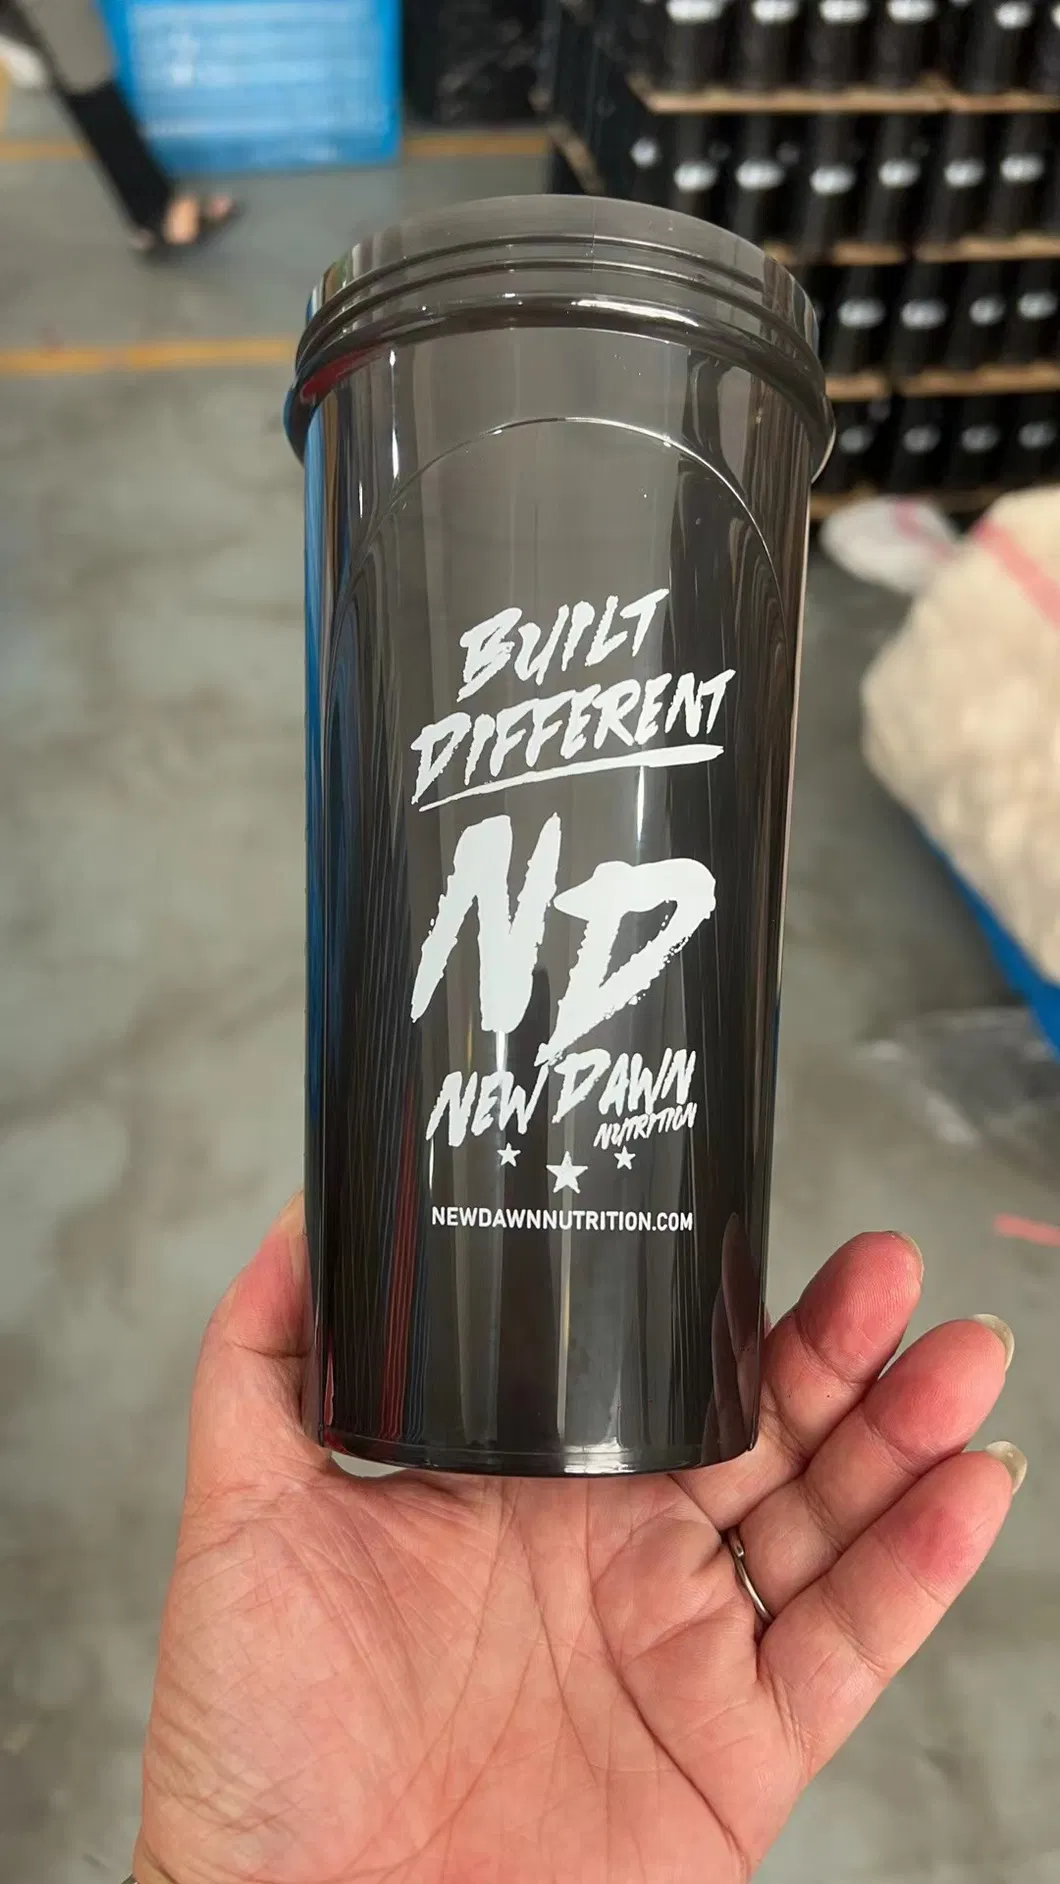 BUILT
DIFFERENT
ND
NEW DAWN
NUTRITION
NEWDAWNNUTRITION.COM